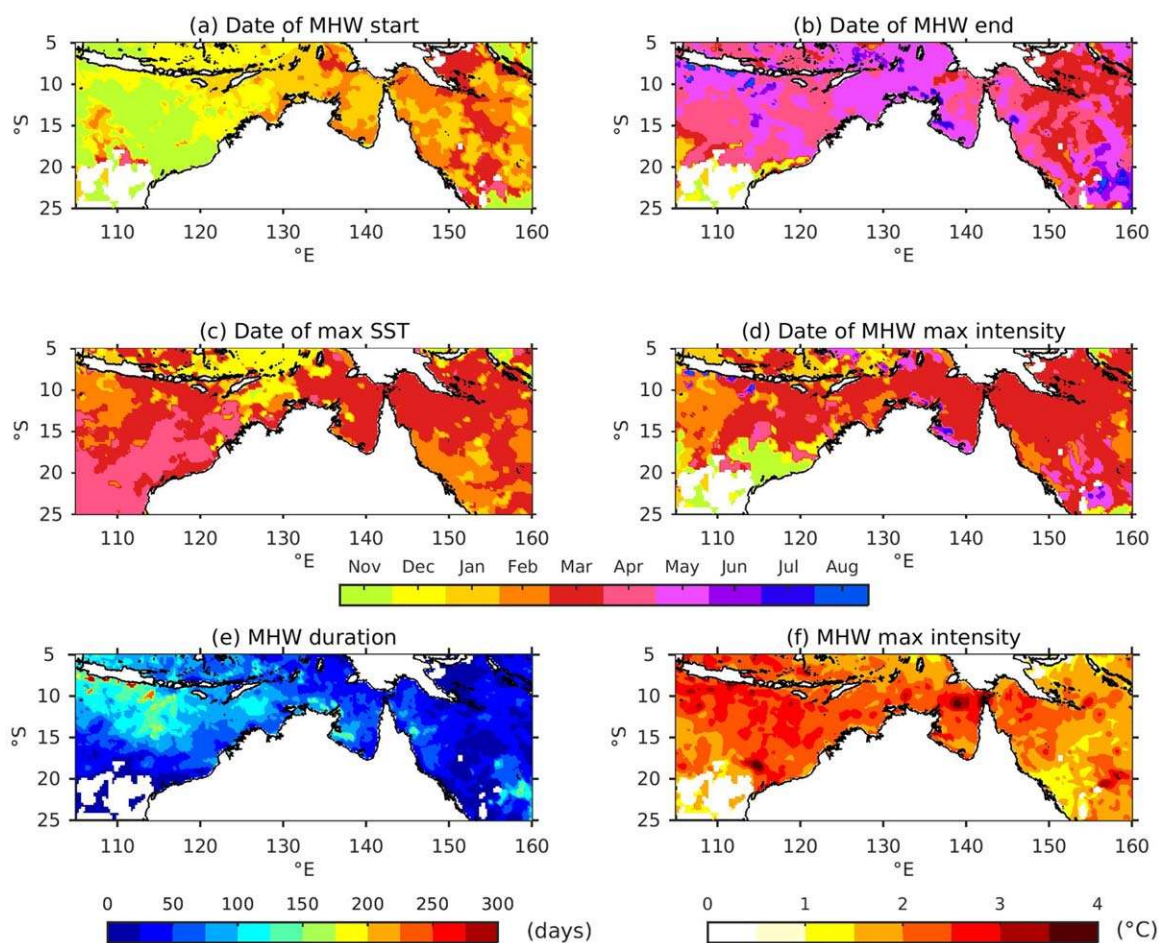 (a) Date of MHW start
(b) Date of MHW end
5
10
15
20
25
°S
110 120 130 140 150 160
°E
5
10
15
20
25
°S
110 120 130 140 150 160
°E
(c) Date of max SST
(d) Date of MHW max intensity
5
10
15
20
25
°S
110 120 130 140 150 160
°E
5
10
15
20
25
°S
110 120 130 140 150 160
°E
Nov Dec Jan Feb Mar Apr May Jun Jul Aug
(e) MHW duration
(f) MHW max intensity
5
10
15
20
25
°S
110 120 130 140 150 160
°E
5
10
15
20
25
°S
110 120 130 140 150 160
°E
0 50 100 150 200 250 300
(days)
0 1 2 3 4
(°C)